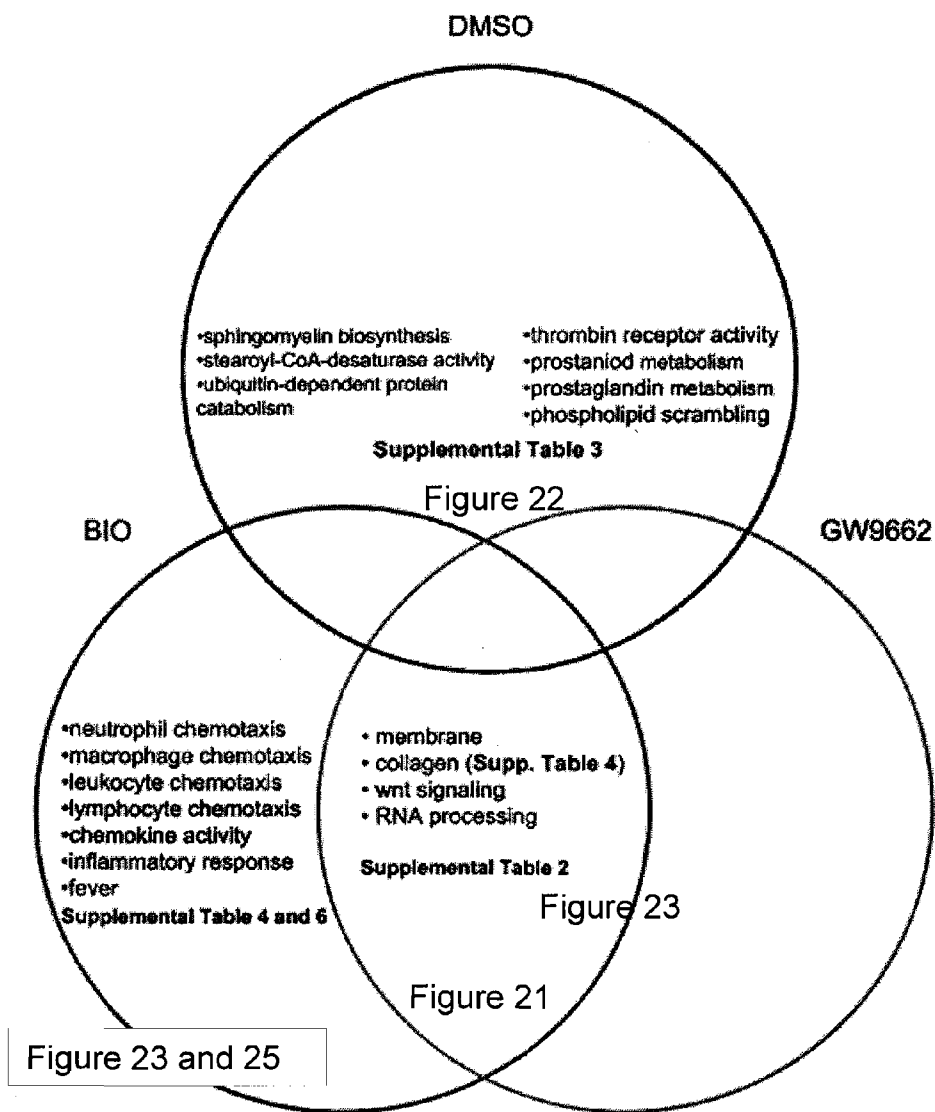 DMSO
•sphingomyelin biosynthesis
•stearoyl-CoA-desaturase activity
•ubiquitin-dependent protein
catabolism
•thrombin receptor activity
•prostaniod metabolism
•prostaglandin metabolism
•phospholipid scrambling
Supplemental Table 3
Figure 22
BIO
GW9662
•neutrophil chemotaxis
•macrophage chemotaxis
•leukocyte chemotaxis
•lymphocyte chemotaxis
•chemokine activity
•inflammatory response
•fever
Supplemental Table 4 and 6
• membrane
• collagen (Supp. Table 4)
• wnt signaling
• RNA processing
Supplemental Table 2
Figure 23
Figure 21
Figure 23 and 25